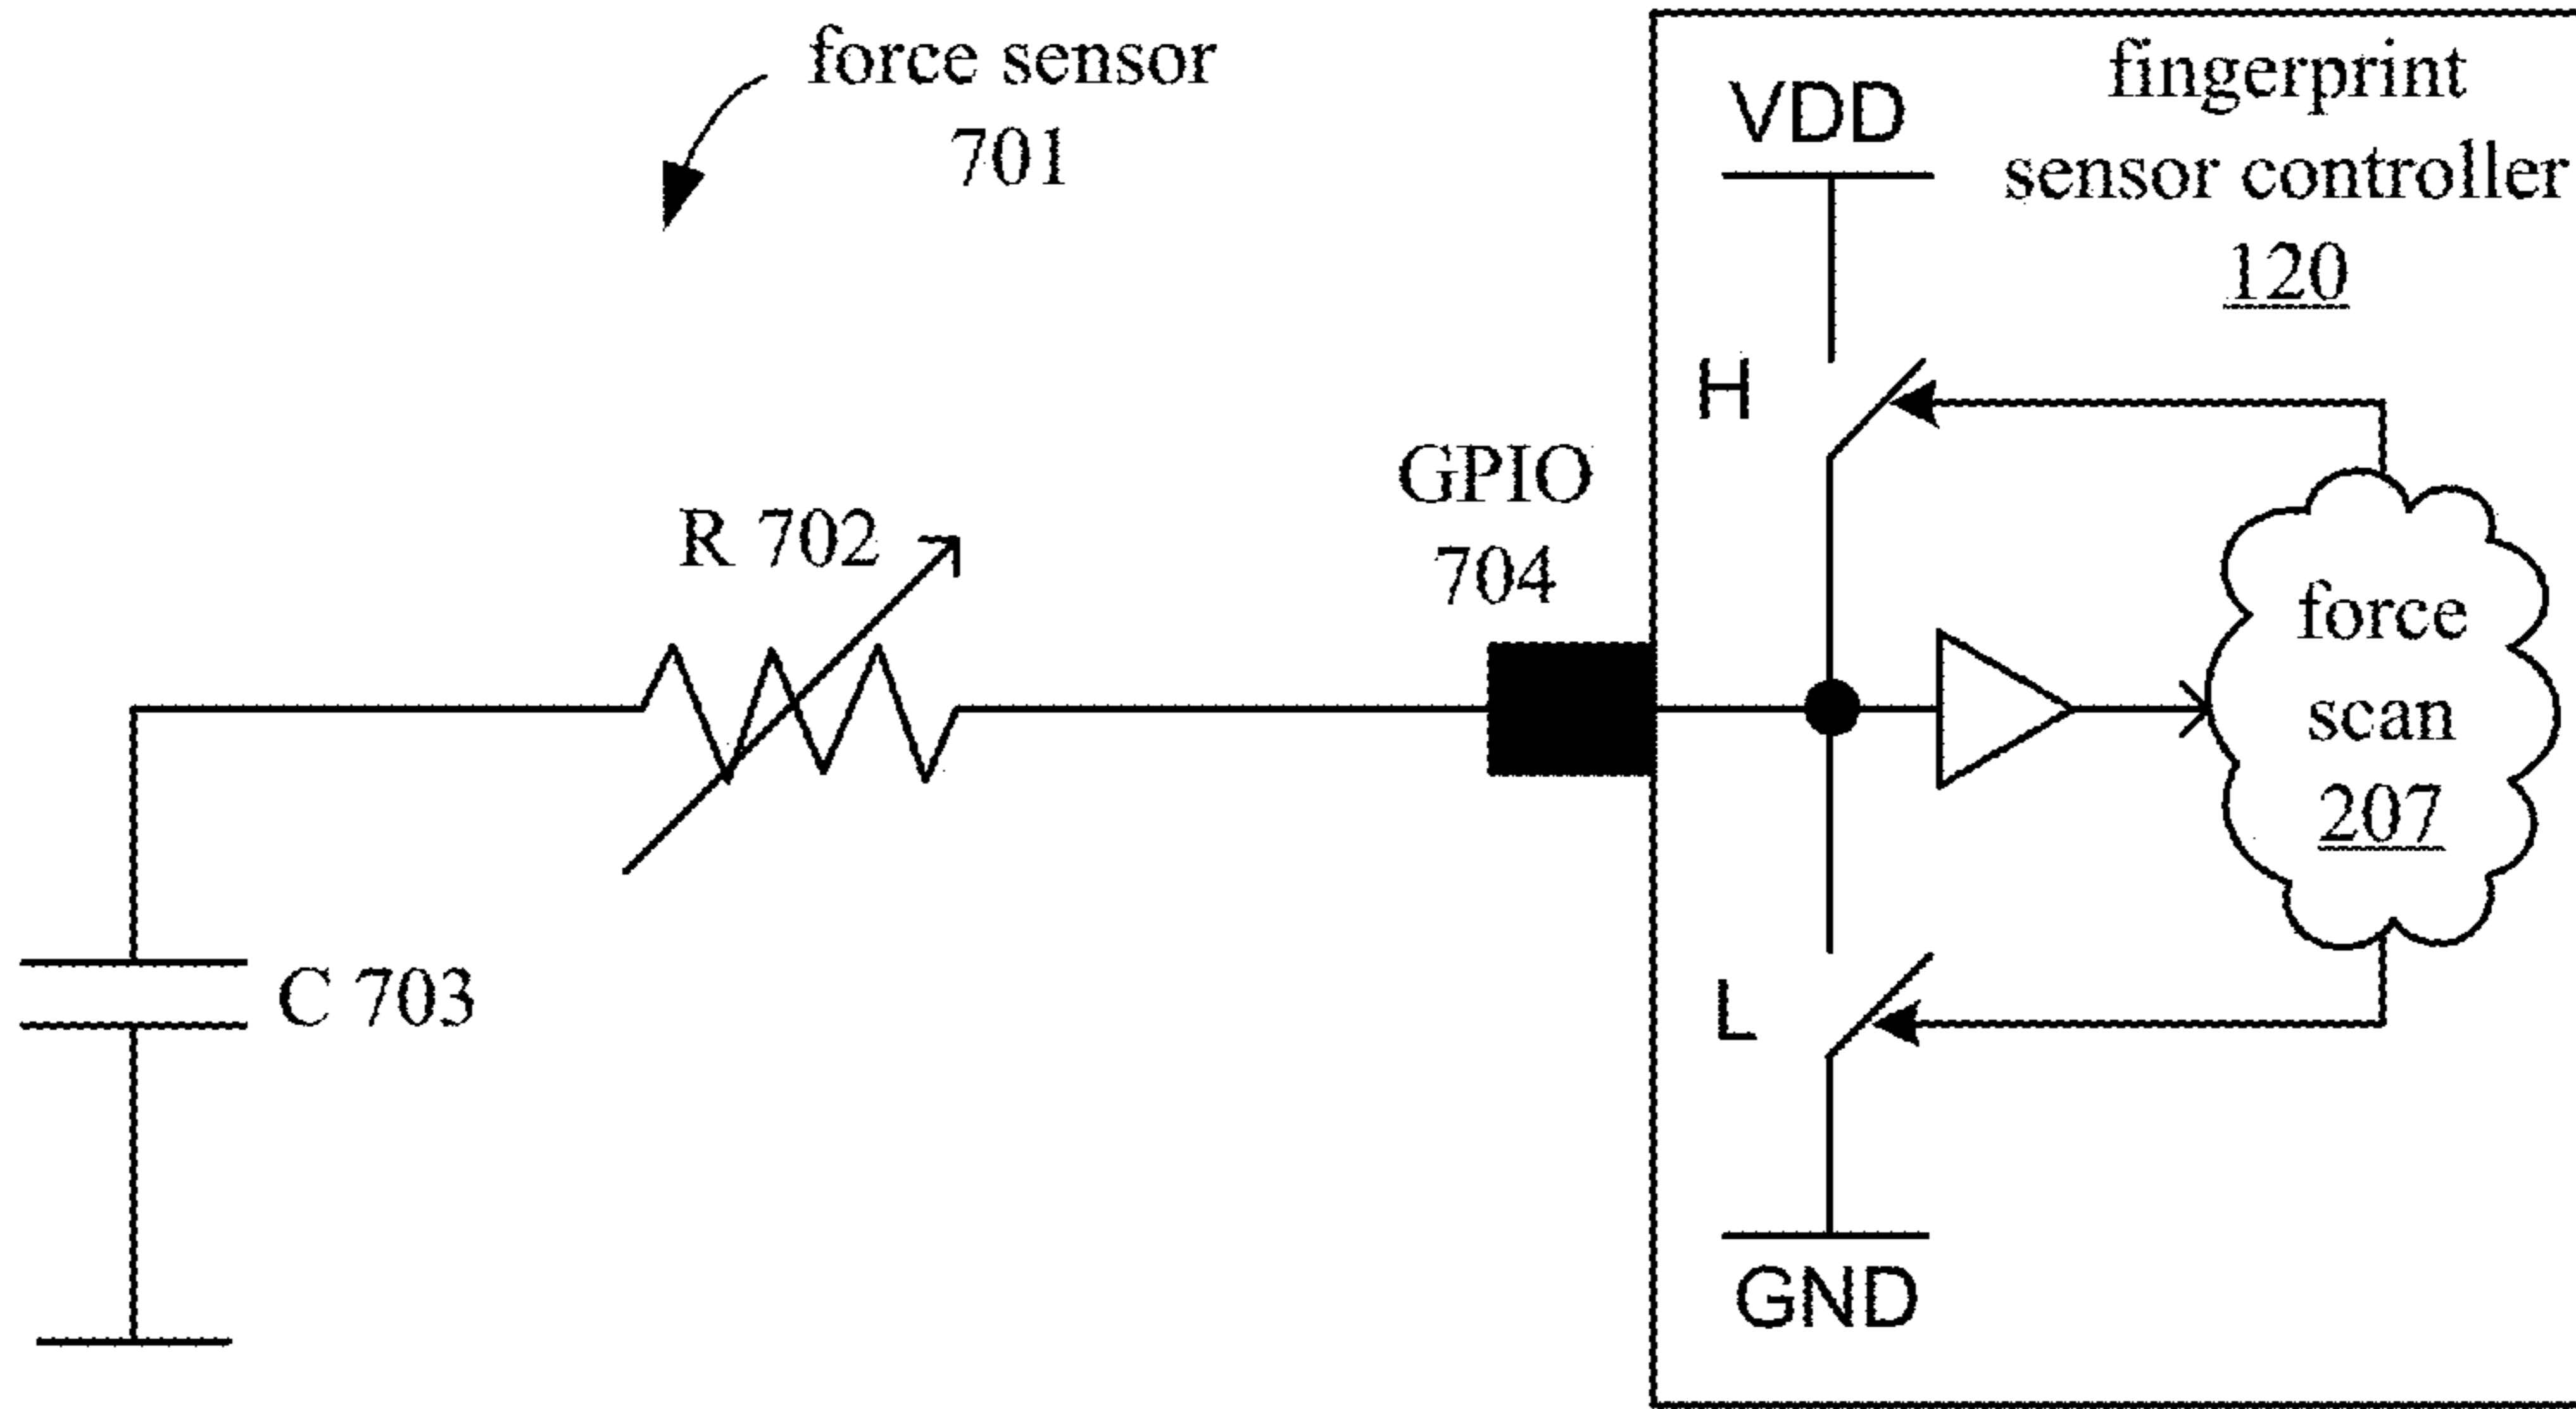 force sensor
701
fingerprint
sensor controller
120
VDD
H
GPIO
704
R 702
force
scan
207
C 703
L
GND